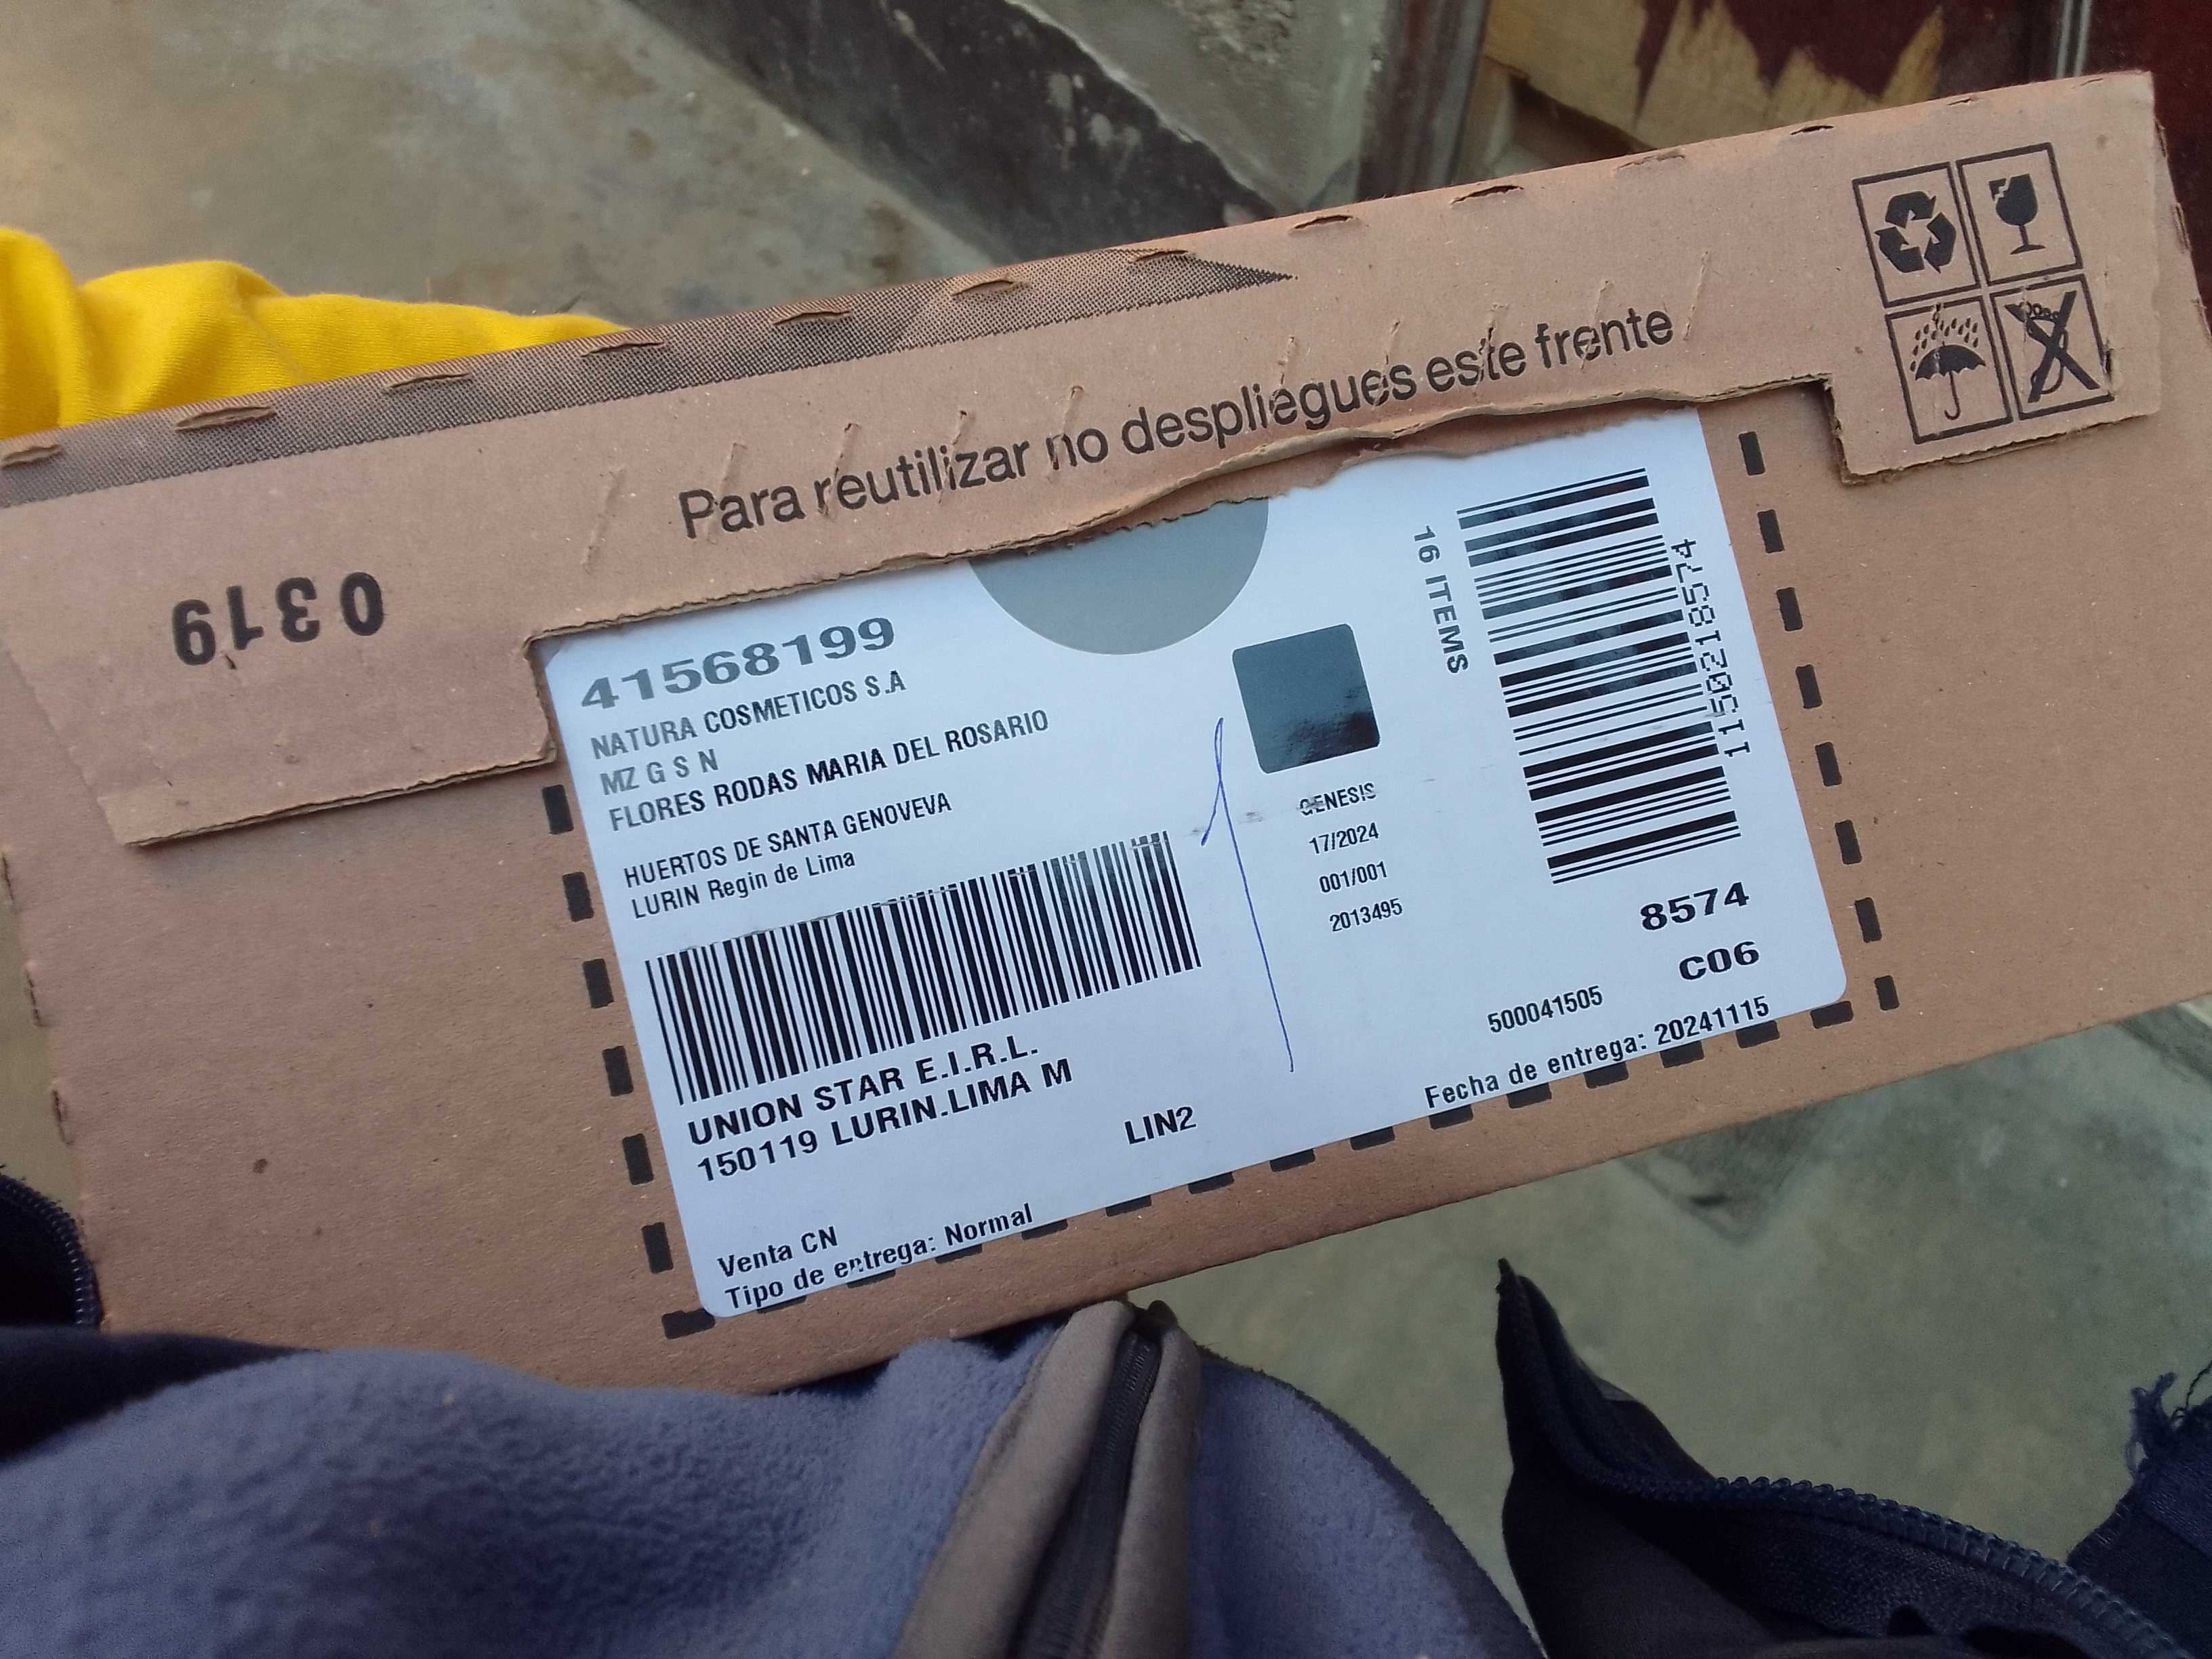 Para reutilizar no despliegues este frente
0319
41568199
NATURA COSMETICOS S.A
MZ G S N
FLORES RODAS MARIA DEL ROSARIO
HUERTOS DE SANTA GENOVEVA
LURIN Regin de Lima
UNION STAR E.I.R.L.
150119 LURIN.LIMA M
LIN2
Venta CN
Tipo de entrega: Normal
GENESIS
17/2024
001/001
2013495
16 ITEMS
1150218574
8574
C06
500041505
Fecha de entrega: 20241115